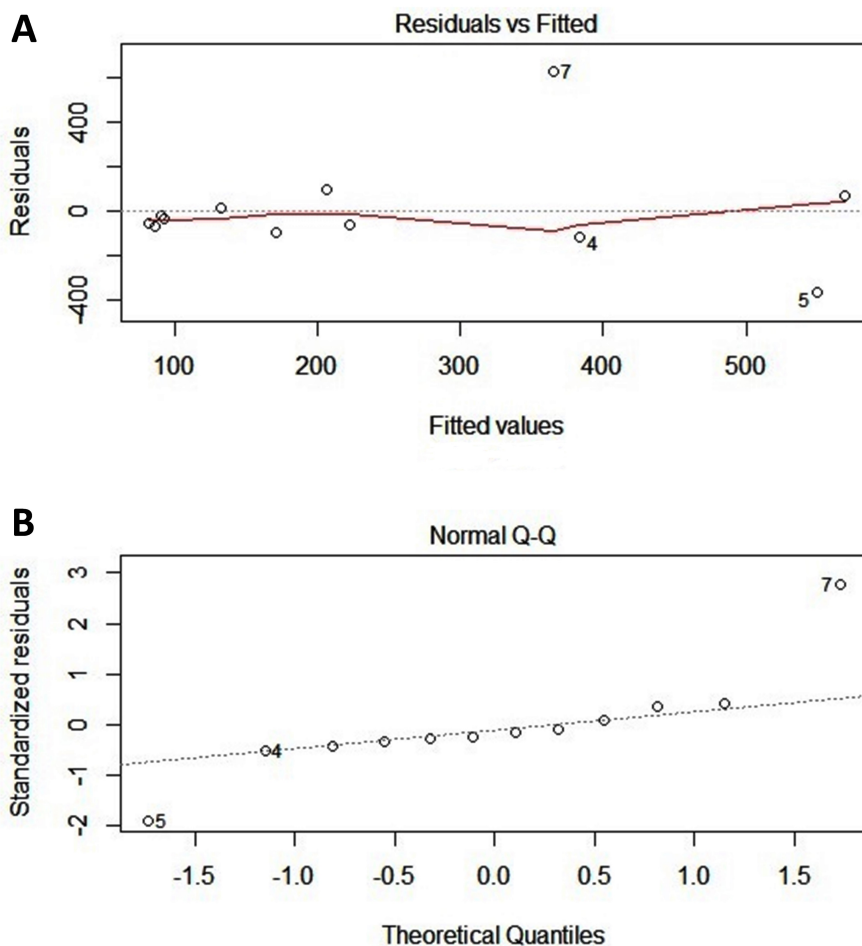 A
Residuals vs Fitted
Residuals
400
0
-400
7
4
5
100 200 300 400 500
Fitted values
B
Normal Q-Q
Standardized residuals
3
2
1
0
-1
-2
7
4
5
-1.5 -1.0 -0.5 0.0 0.5 1.0 1.5
Theoretical Quantiles